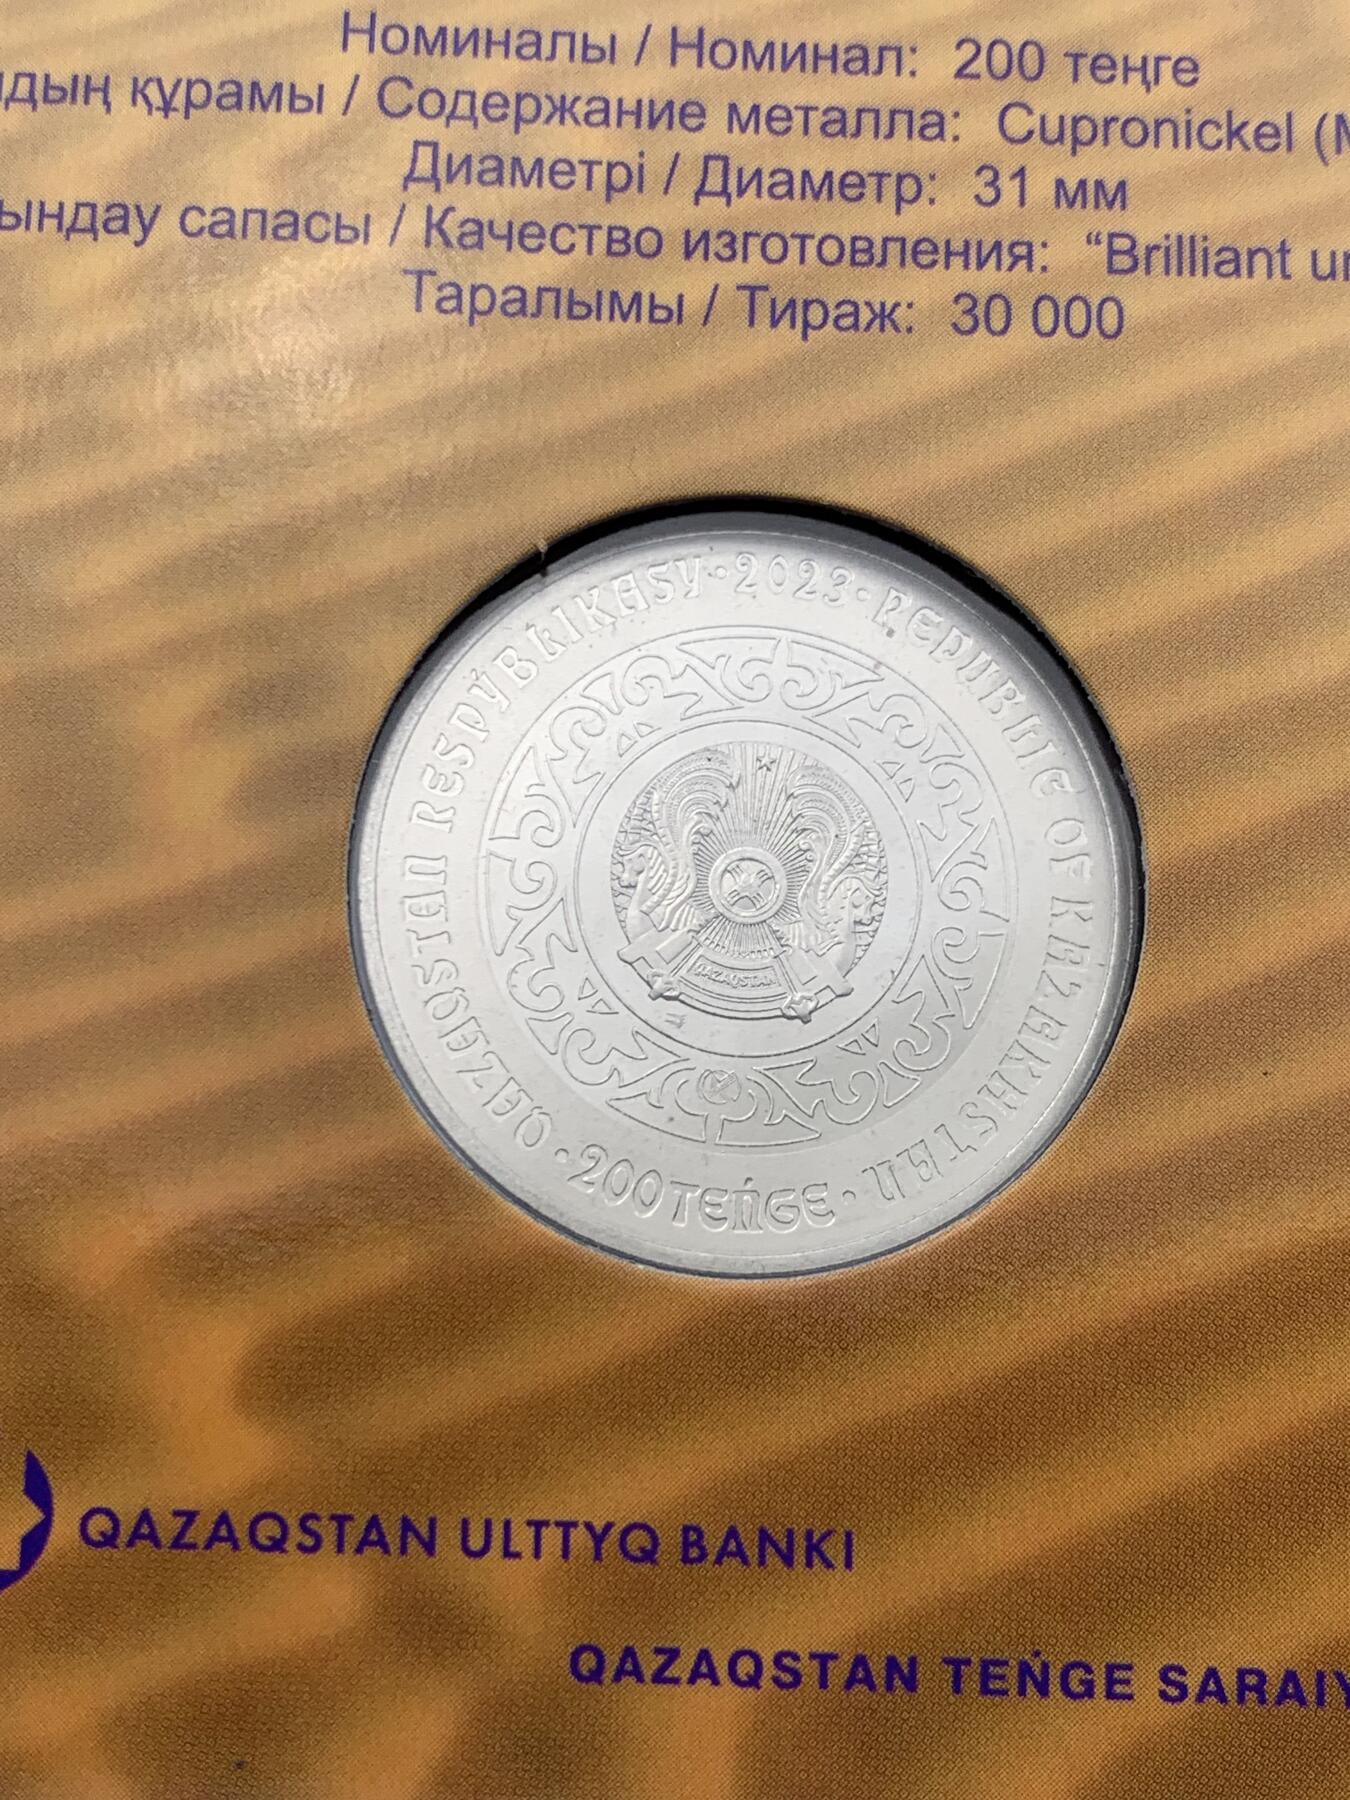 Номиналы / Номинал: 200 теңге
дың құрамы / Содержание металла: Cupronickel (M
Диаметрі / Диаметр: 31 мм
ындау сапасы / Качество изготовления: “Brilliant un
Таралымы / Тираж: 30 000
QAZAQSTAN RESPÝBLIKASY · 2023 · REPUBLIC OF KAZAKHSTAN · 200 TEŃGE ·
QAZAQSTAN
QAZAQSTAN ULTTYQ BANKI
QAZAQSTAN TEŃGE SARAIY